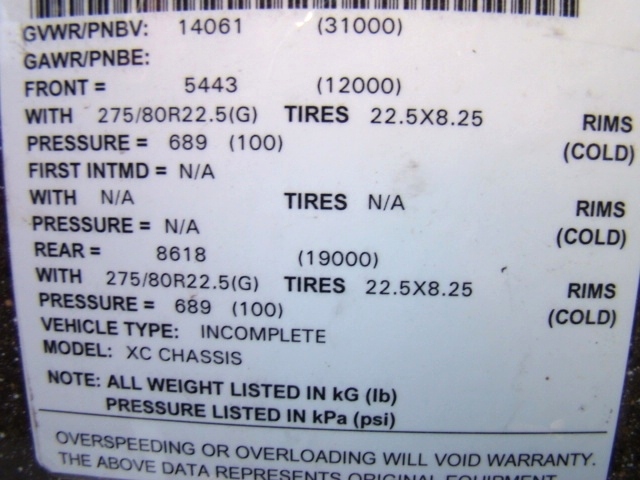 GVWR/PNBV: 14061 (31000)
GAWR/PNBE:
FRONT = 5443 (12000)
WITH 275/80R22.5(G) TIRES 22.5X8.25 RIMS
PRESSURE = 689 (100) (COLD)
FIRST INTMD = N/A
WITH N/A TIRES N/A RIMS
PRESSURE = N/A (COLD)
REAR = 8618 (19000)
WITH 275/80R22.5(G) TIRES 22.5X8.25 RIMS
PRESSURE = 689 (100) (COLD)
VEHICLE TYPE: INCOMPLETE
MODEL: XC CHASSIS
NOTE: ALL WEIGHT LISTED IN kG (lb)
PRESSURE LISTED IN kPa (psi)
OVERSPEEDING OR OVERLOADING WILL VOID WARRANTY.
THE ABOVE DATA REPRESENTS ORIGINAL EQUIPMENT